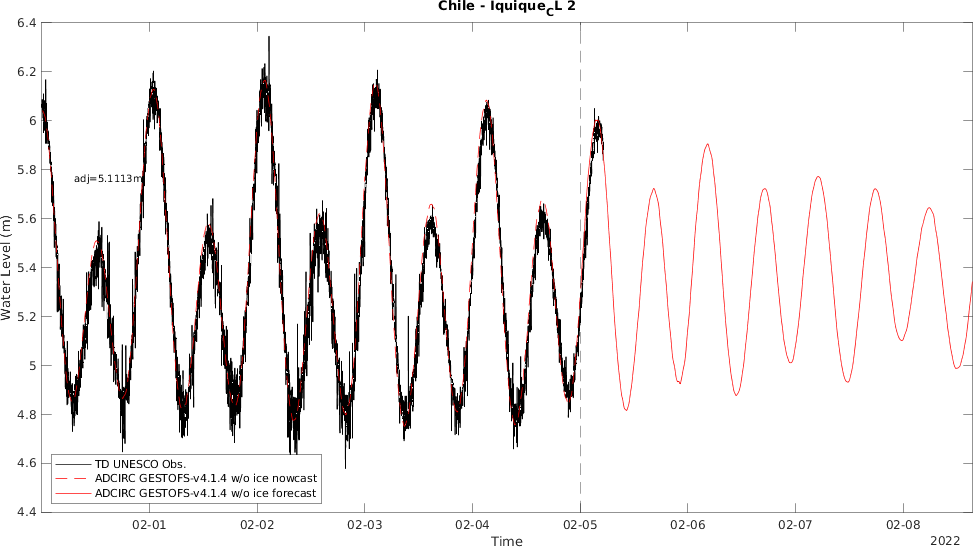 Chile - Iquique_CL 2
6.4
6.2
6
5.8
5.6
5.4
5.2
5
4.8
4.6
4.4
Water Level (m)
adj=5.1113m
TD UNESCO Obs.
ADCIRC GESTOFS-v4.1.4 w/o ice nowcast
ADCIRC GESTOFS-v4.1.4 w/o ice forecast
02-01 02-02 02-03 02-04 02-05 02-06 02-07 02-08
Time
2022